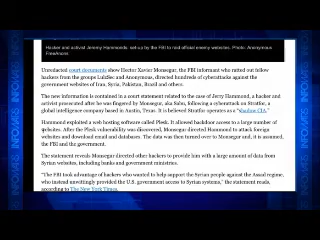 Hacker and activist Jeremy Hammonds: set up by the FBI to raid official enemy websites. Photo: Anonymous
FreeAnons
Unredacted court documents show Hector Xavier Monsegur, the FBI informant who ratted out fellow
hackers from the groups LulzSec and Anonymous, directed hundreds of cyberattacks against the
government websites of Iran, Syria, Pakistan, Brazil and others.
The new information is contained in a court statement related to the case of Jerry Hammond, a hacker and
activist presented after he was fingered by Monsegur, aka Sabu, following a cyberattack on Stratfor, a
global intelligence company based in Austin, Texas. It is believed Stratfor operates as a “shadow CIA.”
Hammond exploited a web hosting software called Plesk. It allowed backdoor access to a large number of
websites. After the Plesk vulnerability was discovered, Monsegur directed Hammond to attack foreign
websites and download email and databases. The data was then turned over to Monsegur and, it is assumed,
the FBI and the government.
The statement reveals Monsegur directed other hackers to provide him with a large amount of data from
Syrian websites, including banks and government ministries.
“The FBI took advantage of hackers who wanted to help support the Syrian people against the Assad regime,
who instead unwittingly provided the U.S. government access to Syrian systems,” the statement reads,
according to The New York Times.